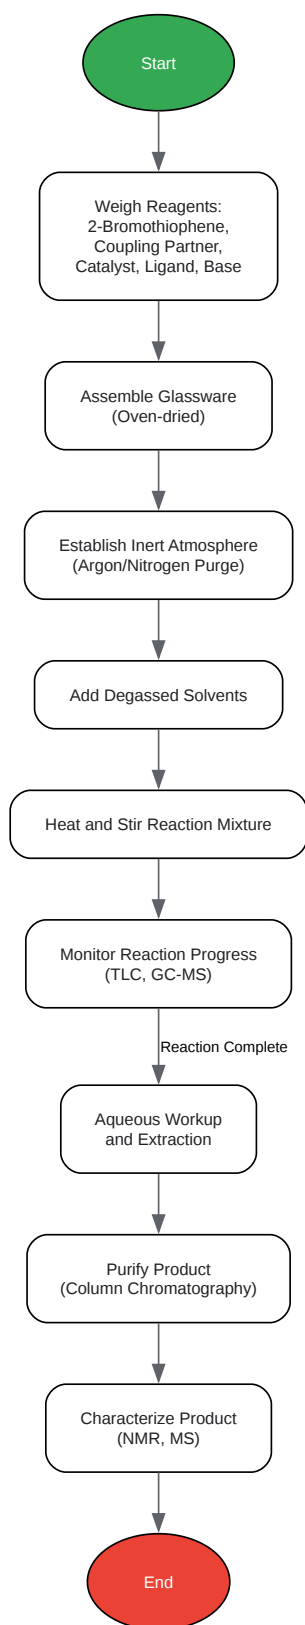 Start
Weigh Reagents:
2-Bromothiophene,
Coupling Partner,
Catalyst, Ligand, Base
Assemble Glassware
(Oven-dried)
Establish Inert Atmosphere
(Argon/Nitrogen Purge)
Add Degassed Solvents
Heat and Stir Reaction Mixture
Monitor Reaction Progress
(TLC, GC-MS)
Reaction Complete
Aqueous Workup
and Extraction
Purify Product
(Column Chromatography)
Characterize Product
(NMR, MS)
End